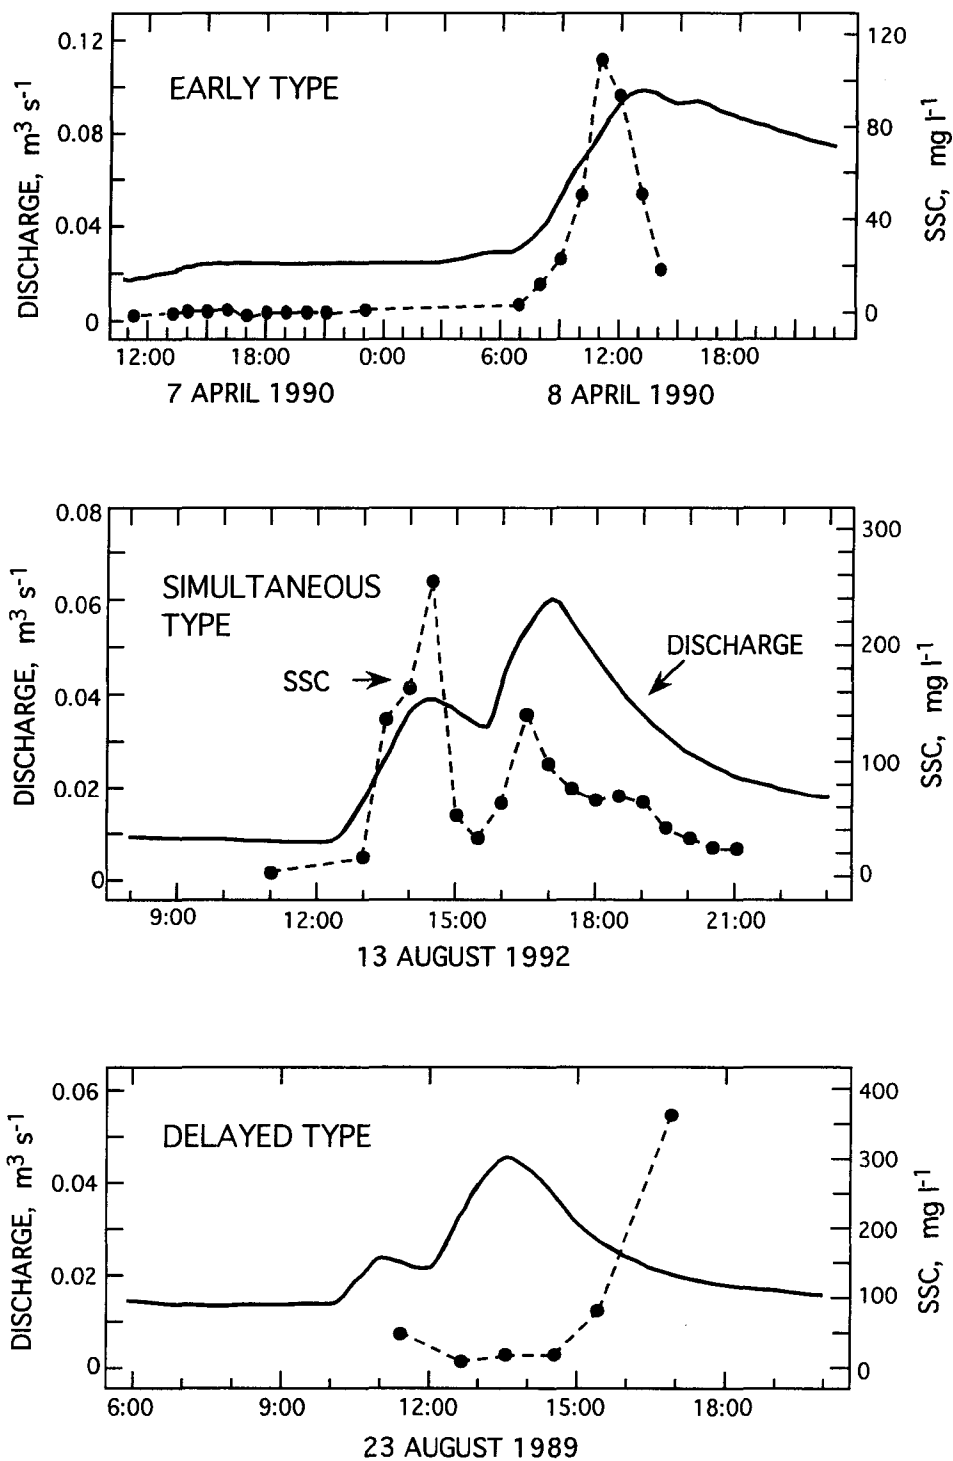 0.12
0.08
0.04
0
DISCHARGE, m³ s⁻¹
EARLY TYPE
120
80
40
0
SSC, mg l⁻¹
12:00 18:00 0:00 6:00 12:00 18:00
7 APRIL 1990 8 APRIL 1990
0.08
0.06
0.04
0.02
0
DISCHARGE, m³ s⁻¹
SIMULTANEOUS
TYPE
SSC
DISCHARGE
300
200
100
0
SSC, mg l⁻¹
9:00 12:00 15:00 18:00 21:00
13 AUGUST 1992
0.06
0.04
0.02
0
DISCHARGE, m³ s⁻¹
DELAYED TYPE
400
300
200
100
0
SSC, mg l⁻¹
6:00 9:00 12:00 15:00 18:00
23 AUGUST 1989